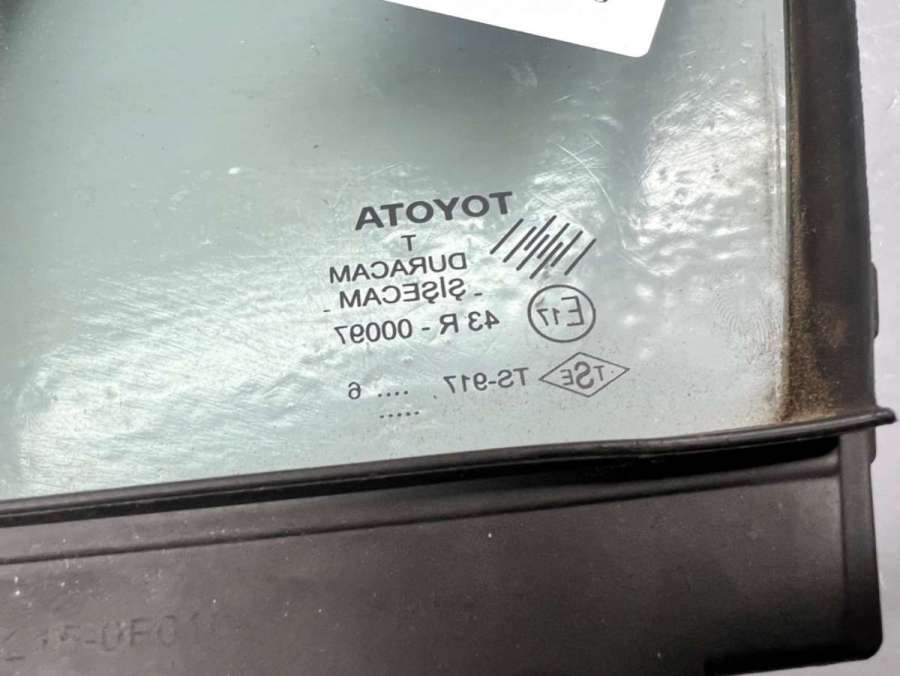 TOYOTA
T
DURACAM
- ŞİŞECAM -
E17 43 R - 00097
TSE TS-917 .... 6
.....